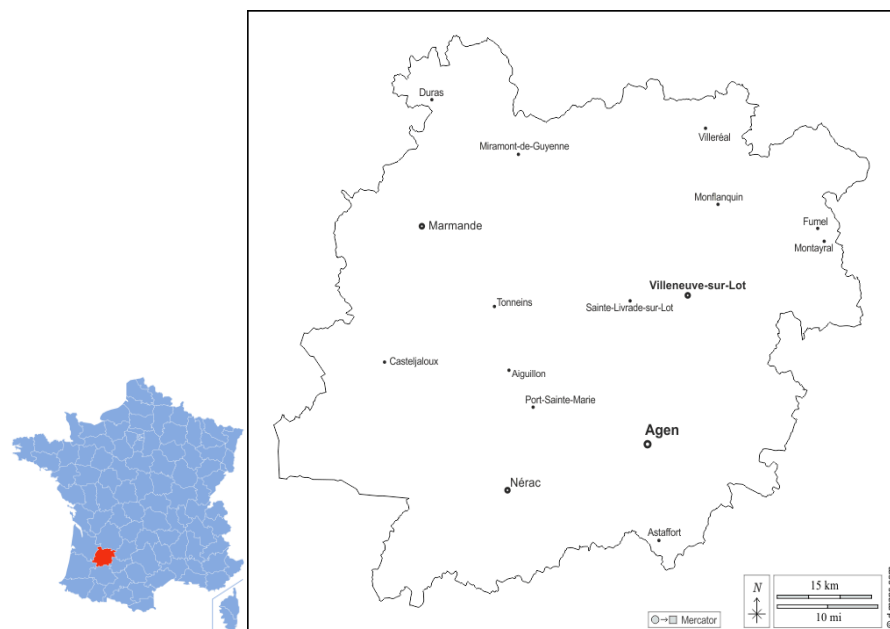 Duras
Villeréal
Miramont-de-Guyenne
Monflanquin
Fumel
Marmande
Montayral
Villeneuve-sur-Lot
Tonneins
Sainte-Livrade-sur-Lot
Casteljaloux
Aiguillon
Port-Sainte-Marie
Agen
Nérac
Astaffort
N
15 km
10 mi
Mercator